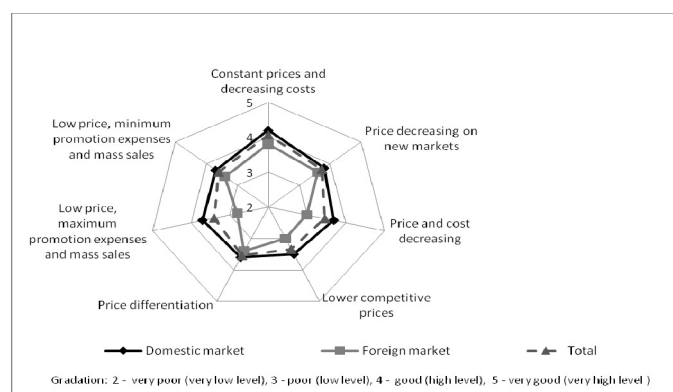 Constant prices and
decreasing costs
Price decreasing on
new markets
Price and cost
decreasing
Lower competitive
prices
Price differentiation
Low price,
maximum
promotion expenses
and mass sales
Low price, minimum
promotion expenses
and mass sales
5
4
3
2
Domestic market
Foreign market
Total
Gradation: 2 - very poor (very low level), 3 - poor (low level), 4 - good (high level), 5 - very good (very high level )